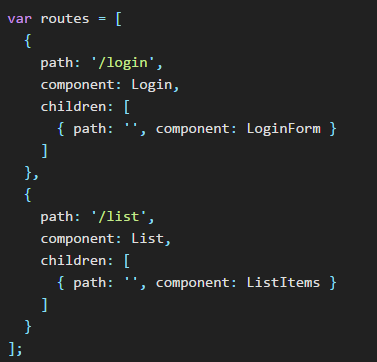 var routes = [
  {
    path: '/login',
    component: Login,
    children: [
      { path: '', component: LoginForm }
    ]
  },
  {
    path: '/list',
    component: List,
    children: [
      { path: '', component: ListItems }
    ]
  }
];